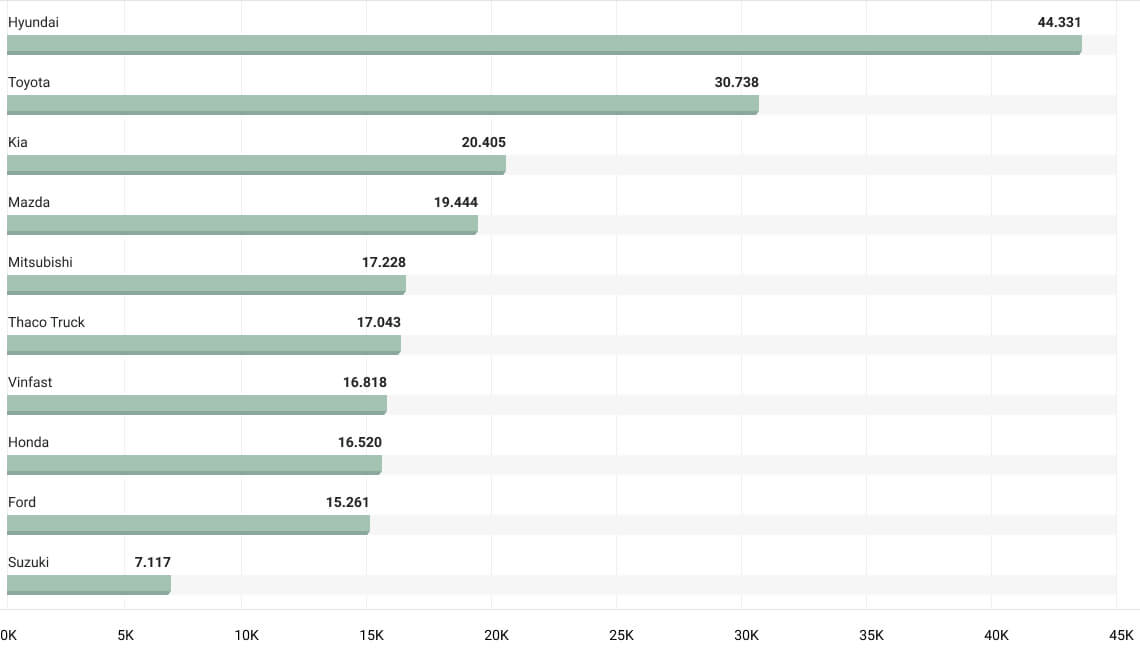 Hyundai 44.331
Toyota 30.738
Kia 20.405
Mazda 19.444
Mitsubishi 17.228
Thaco Truck 17.043
Vinfast 16.818
Honda 16.520
Ford 15.261
Suzuki 7.117
0K 5K 10K 15K 20K 25K 30K 35K 40K 45K